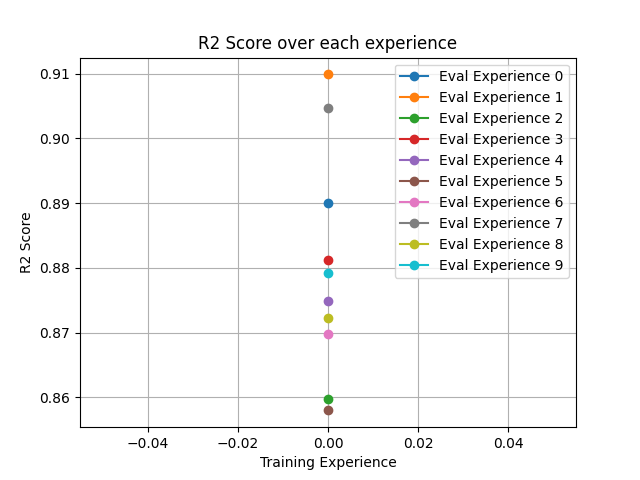 R2 Score over each experience
0.91
0.90
0.89
0.88
0.87
0.86
R2 Score
−0.04
−0.02
0.00
0.02
0.04
Training Experience
Eval Experience 0
Eval Experience 1
Eval Experience 2
Eval Experience 3
Eval Experience 4
Eval Experience 5
Eval Experience 6
Eval Experience 7
Eval Experience 8
Eval Experience 9